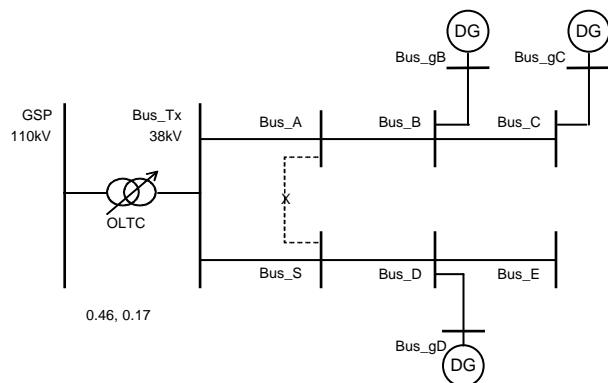 DG
DG
Bus_gB
Bus_gC
GSP
110kV
Bus_Tx
38kV
Bus_A
Bus_B
Bus_C
X
OLTC
Bus_S
Bus_D
Bus_E
0.46, 0.17
Bus_gD
DG